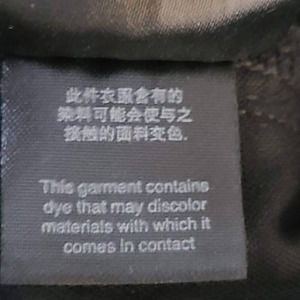 此件衣服含有的
染料可能会使与之
接触的面料变色.
This garment contains
dye that may discolor
materials with which it
comes in contact